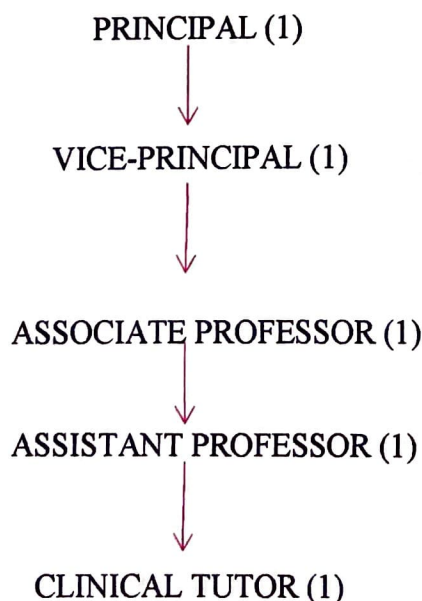 PRINCIPAL (1)
VICE-PRINCIPAL (1)
ASSOCIATE PROFESSOR (1)
ASSISTANT PROFESSOR (1)
CLINICAL TUTOR (1)